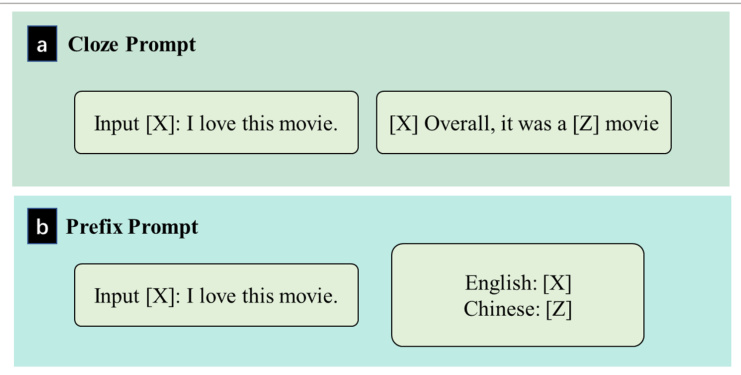 a Cloze Prompt
Input [X]: I love this movie.
[X] Overall, it was a [Z] movie
b Prefix Prompt
Input [X]: I love this movie.
English: [X]
Chinese: [Z]